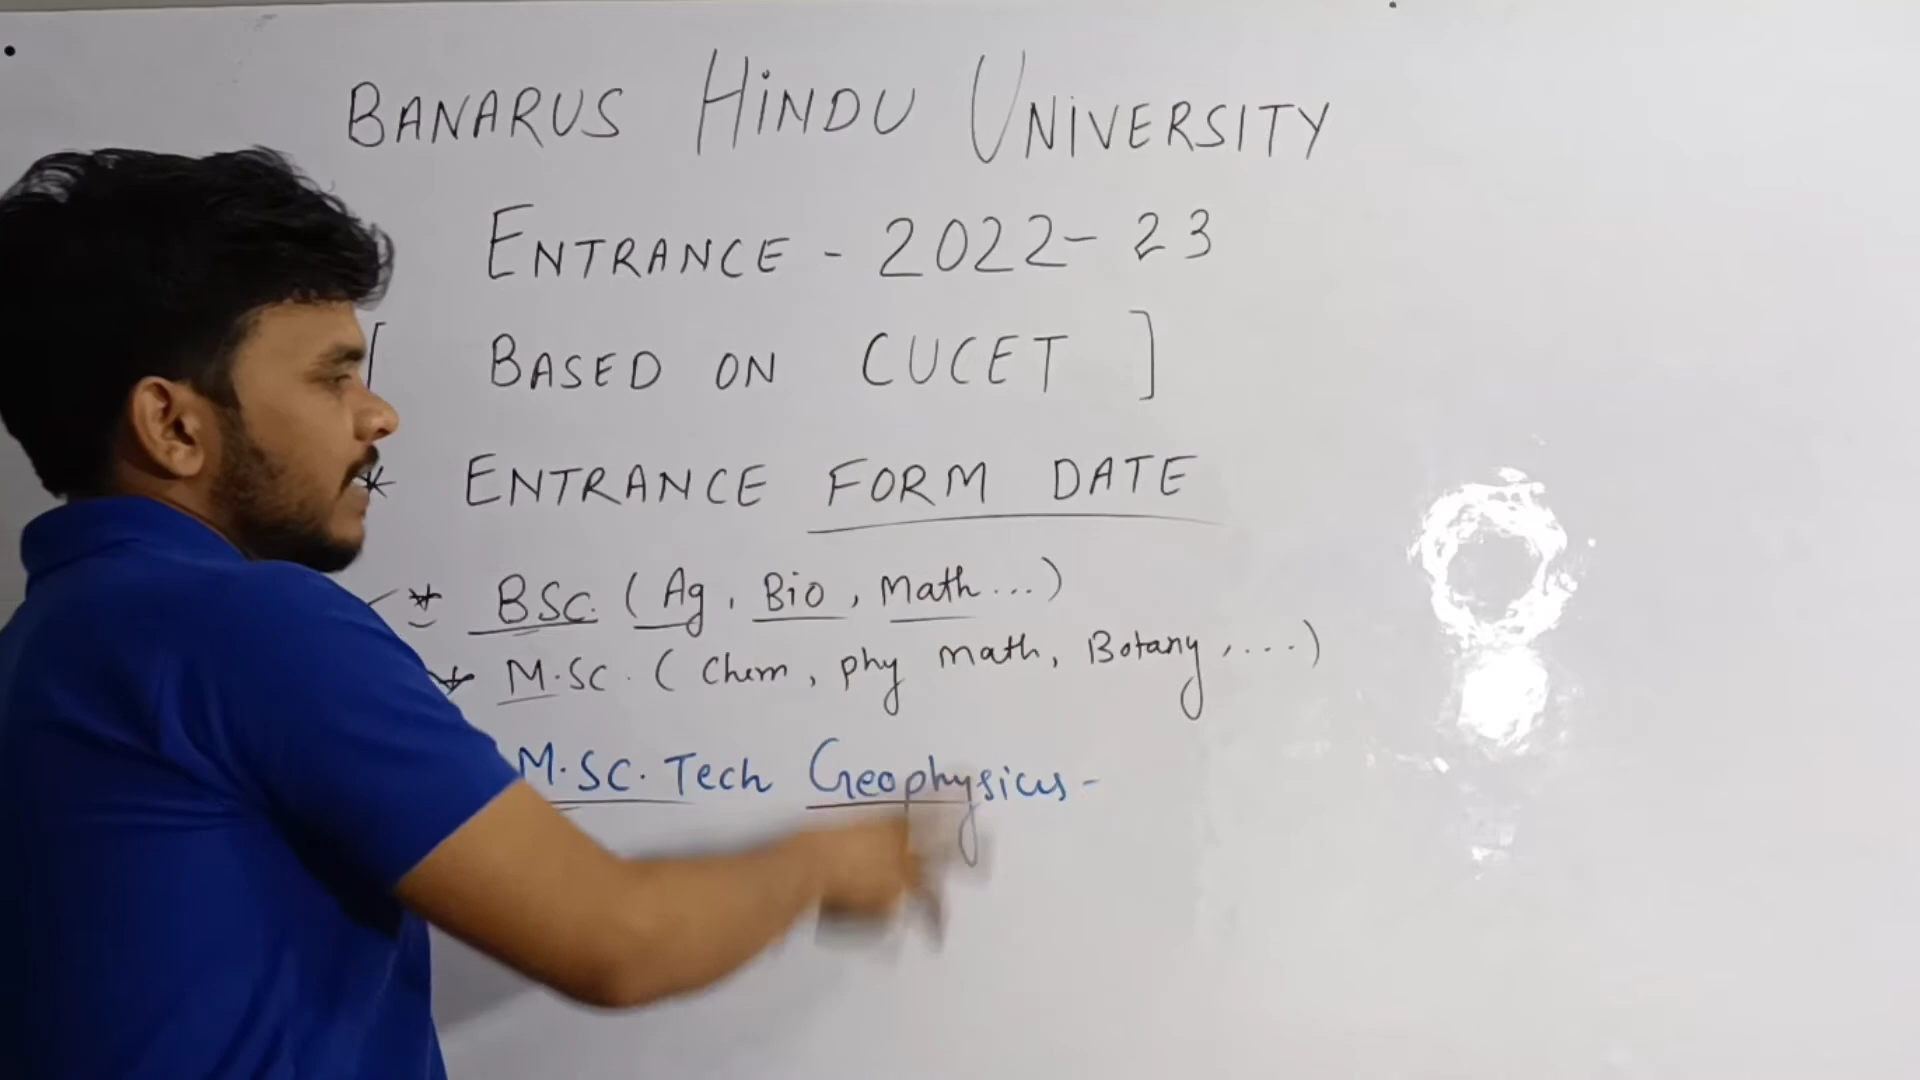 BANARUS HINDU UNIVERSITY
ENTRANCE - 2022-23
[ BASED ON CUCET ]
* ENTRANCE FORM DATE
* BSC. (Ag, Bio, Math...)
* M.SC. (Chem, phy math, Botany,....)
M.SC. Tech Geophysics -